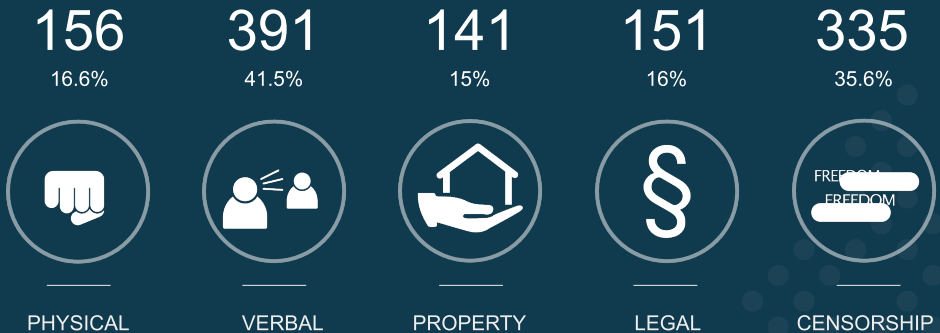 156 391 141 151 335
16.6% 41.5% 15% 16% 35.6%
§
FREEDOM
FREEDOM
PHYSICAL VERBAL PROPERTY LEGAL CENSORSHIP